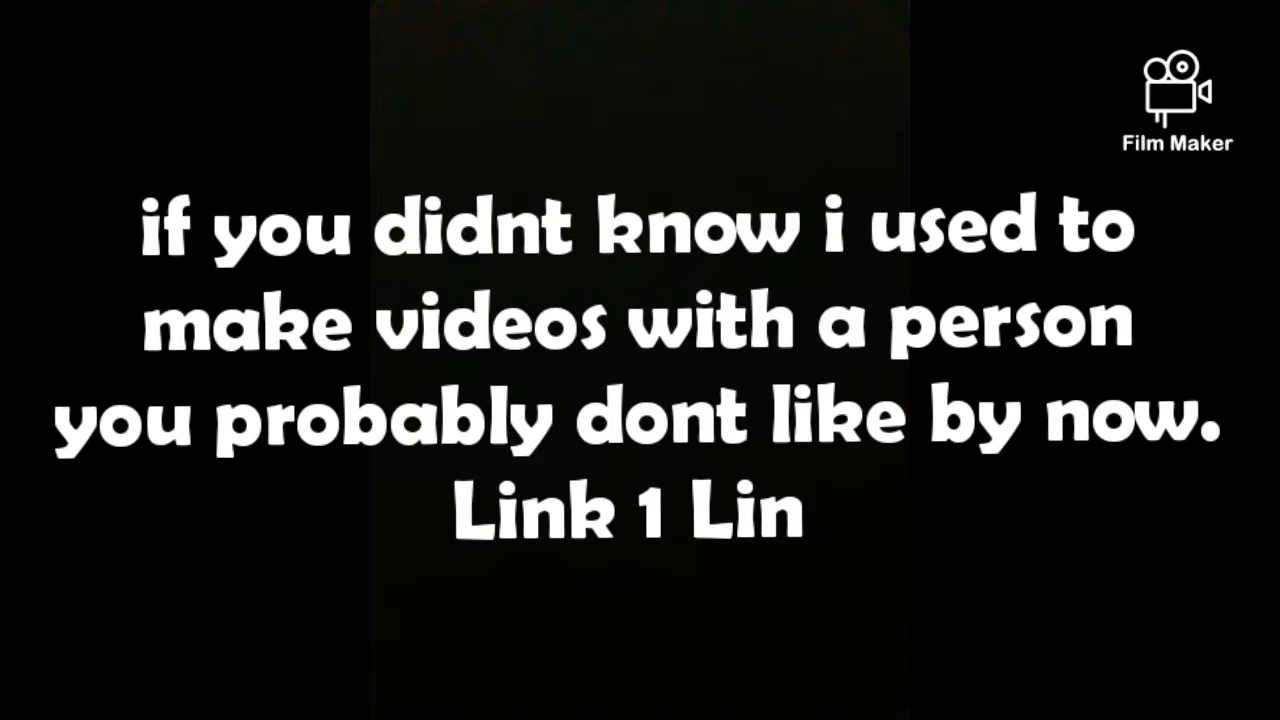 Film Maker
if you didnt know i used to
make videos with a person
you probably dont like by now.
Link 1 Lin